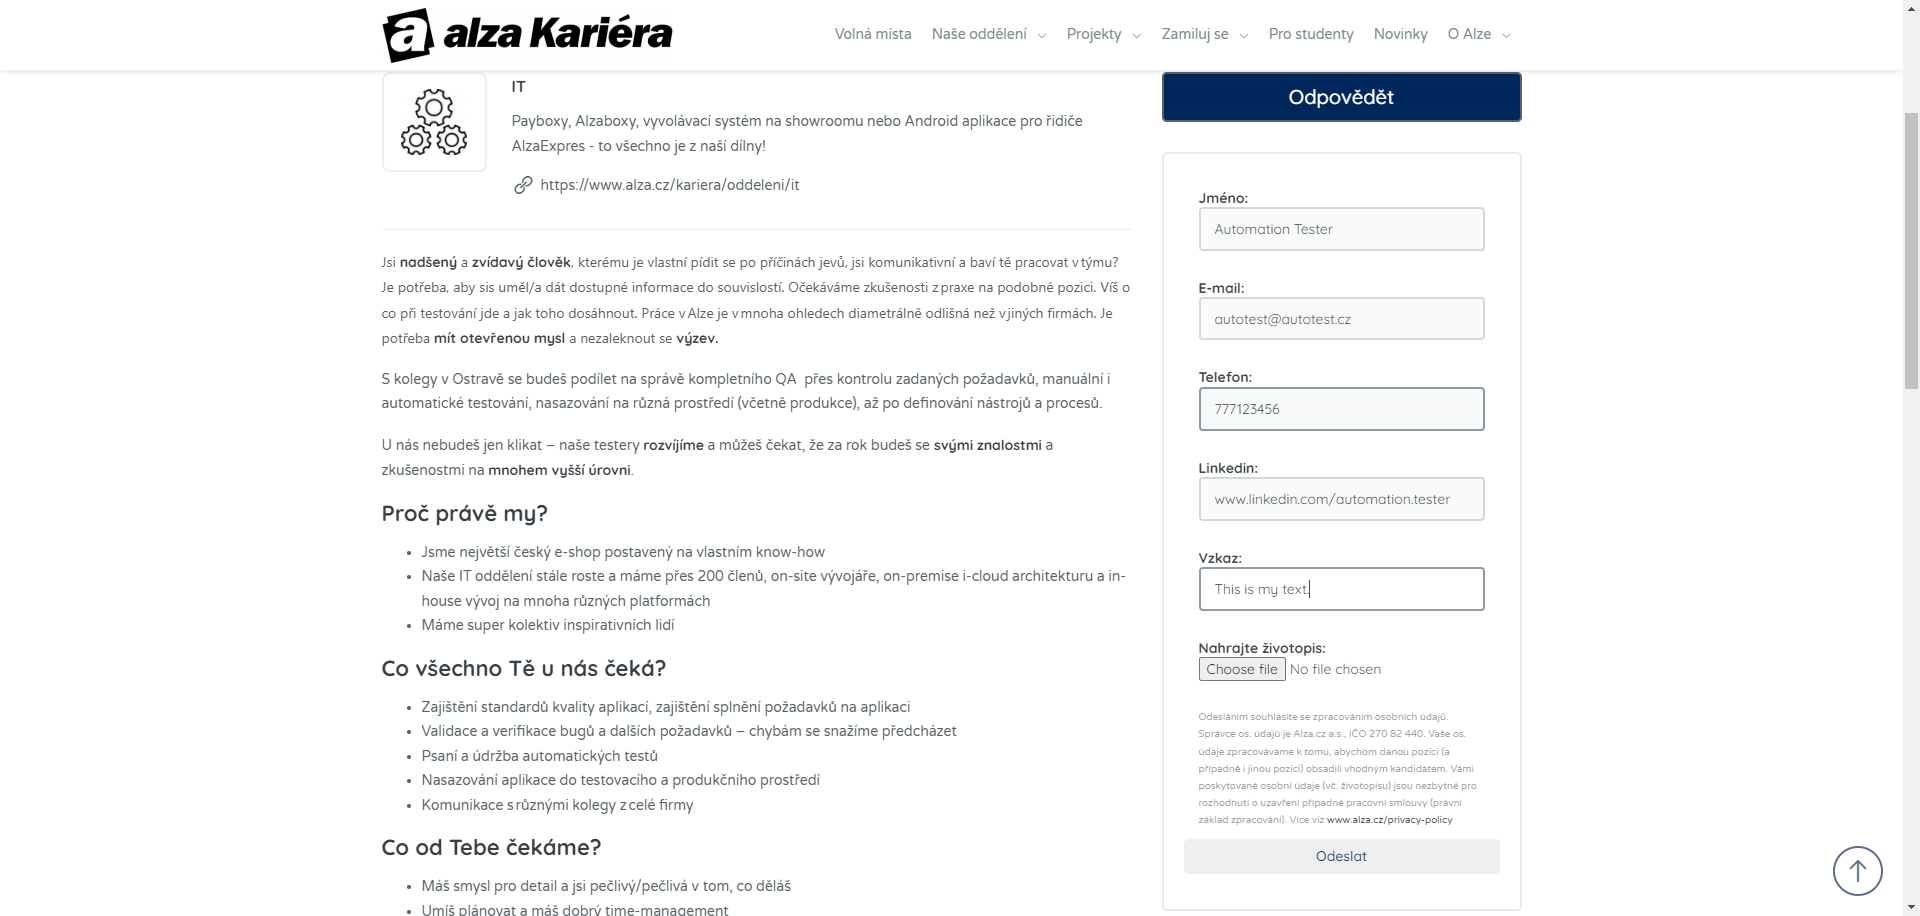 a alza Kariéra
Volná místa Naše oddělení Projekty Zamiluj se Pro studenty Novinky O Alze
IT
Payboxy, Alzaboxy, vyvolávací systém na showroomu nebo Android aplikace pro řidiče
AlzaExpres - to všechno je z naší dílny!
https://www.alza.cz/kariera/oddeleni/it
Jsi nadšený a zvídavý člověk, kterému je vlastní pídit se po příčinách jevů, jsi komunikativní a baví tě pracovat v týmu?
Je potřeba, aby sis uměl/a dát dostupné informace do souvislostí. Očekáváme zkušenosti z praxe na podobné pozici. Víš o
co při testování jde a jak toho dosáhnout. Práce v Alze je v mnoha ohledech diametrálně odlišná než v jiných firmách. Je
potřeba mít otevřenou mysl a nezaleknout se výzev.
S kolegy v Ostravě se budeš podílet na správě kompletního QA přes kontrolu zadaných požadavků, manuální i
automatické testování, nasazování na různá prostředí (včetně produkce), až po definování nástrojů a procesů.
U nás nebudeš jen klikat – naše testery rozvíjíme a můžeš čekat, že za rok budeš se svými znalostmi a
zkušenostmi na mnohem vyšší úrovni.
Proč právě my?
• Jsme největší český e-shop postavený na vlastním know-how
• Naše IT oddělení stále roste a máme přes 200 členů, on-site vývojáře, on-premise i-cloud architekturu a in-
house vývoj na mnoha různých platformách
• Máme super kolektiv inspirativních lidí
Co všechno Tě u nás čeká?
• Zajištění standardů kvality aplikací, zajištění splnění požadavků na aplikaci
• Validace a verifikace bugů a dalších požadavků – chybám se snažíme předcházet
• Psaní a údržba automatických testů
• Nasazování aplikace do testovacího a produkčního prostředí
• Komunikace s různými kolegy z celé firmy
Co od Tebe čekáme?
• Máš smysl pro detail a jsi pečlivý/pečlivá v tom, co děláš
• Umíš plánovat a máš dobrý time-management
Odpovědět
Jméno:
Automation Tester
E-mail:
autotest@autotest.cz
Telefon:
777123456
Linkedin:
www.linkedin.com/automation.tester
Vzkaz:
This is my text.
Nahrajte životopis:
Choose file No file chosen
Odesláním souhlasíte se zpracováním osobních údajů.
Správce os. údajů je Alza.cz a.s., IČO 270 82 440. Vaše os.
údaje zpracováváme k tomu, abychom danou pozici (a
případně i jinou pozici) obsadili vhodným kandidátem. Vámi
poskytované osobní údaje (vč. životopisu) jsou nezbytné pro
rozhodnutí o uzavření případné pracovní smlouvy (právní
základ zpracování). Více viz www.alza.cz/privacy-policy
Odeslat